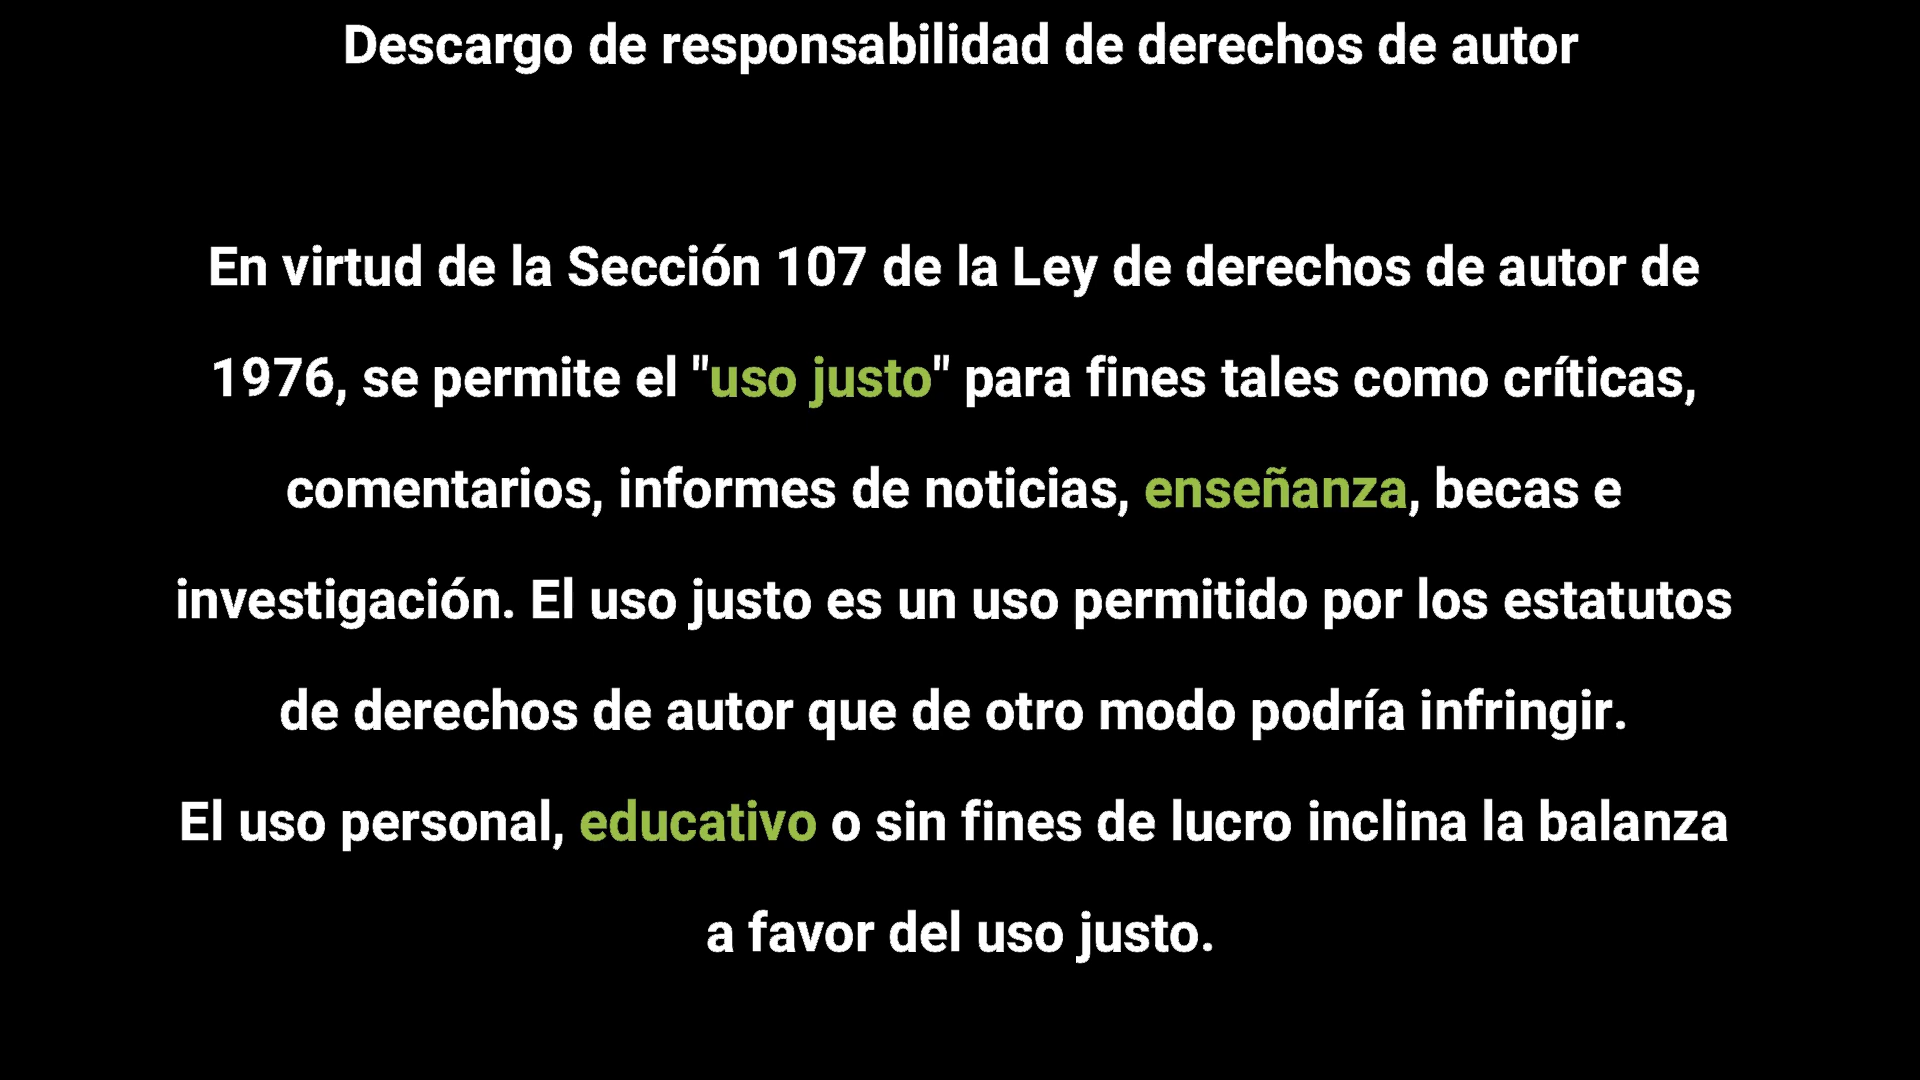 Descargo de responsabilidad de derechos de autor
En virtud de la Sección 107 de la Ley de derechos de autor de
1976, se permite el "uso justo" para fines tales como críticas,
comentarios, informes de noticias, enseñanza, becas e
investigación. El uso justo es un uso permitido por los estatutos
de derechos de autor que de otro modo podría infringir.
El uso personal, educativo o sin fines de lucro inclina la balanza
a favor del uso justo.